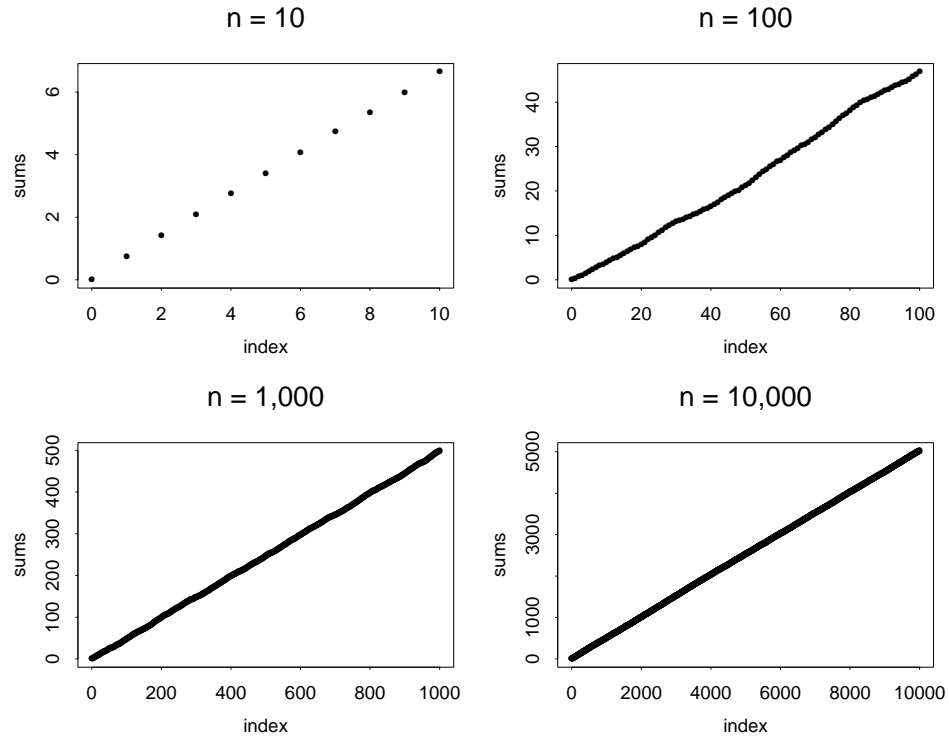 n = 10
sums
0 2 4 6
0 2 4 6 8 10
index
n = 100
sums
0 10 20 30 40
0 20 40 60 80 100
index
n = 1,000
sums
0 100 200 300 400 500
0 200 400 600 800 1000
index
n = 10,000
sums
0 1000 3000 5000
0 2000 4000 6000 8000 10000
index